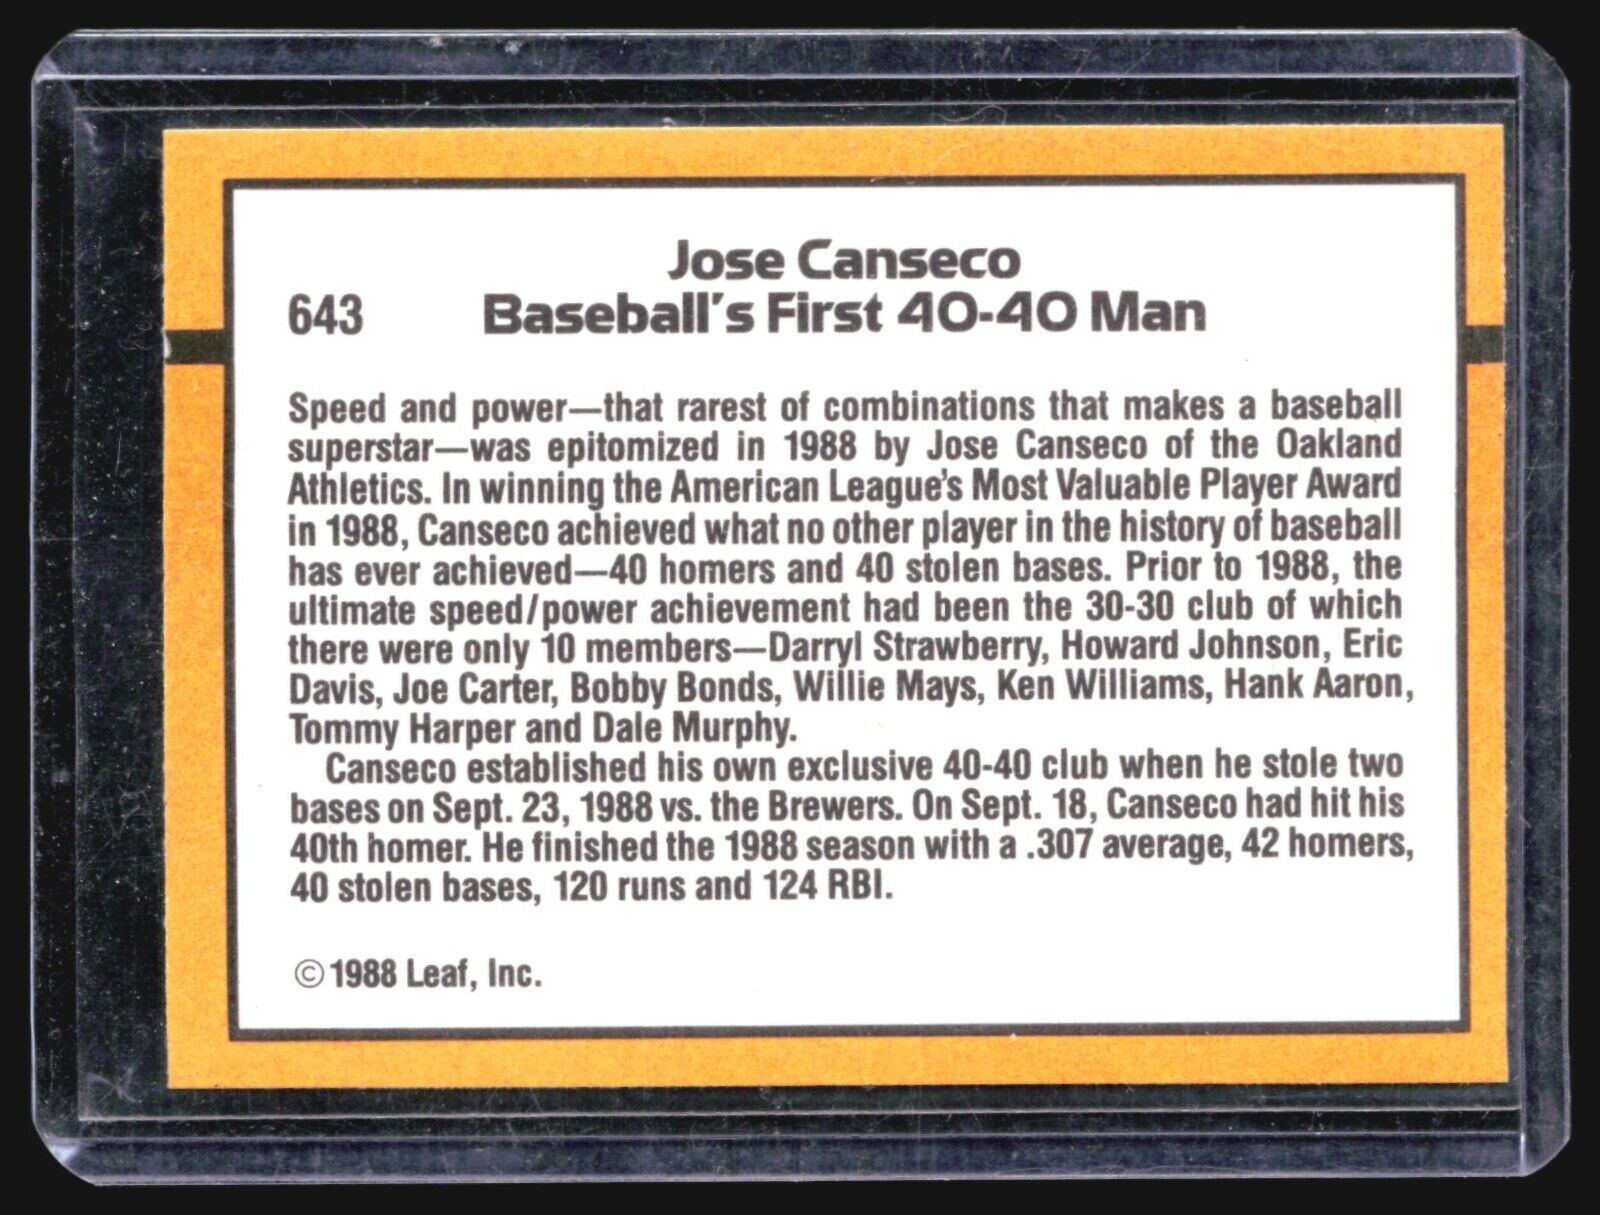 Jose Canseco
643 Baseball's First 40-40 Man
Speed and power—that rarest of combinations that makes a baseball
superstar—was epitomized in 1988 by Jose Canseco of the Oakland
Athletics. In winning the American League's Most Valuable Player Award
in 1988, Canseco achieved what no other player in the history of baseball
has ever achieved—40 homers and 40 stolen bases. Prior to 1988, the
ultimate speed/power achievement had been the 30-30 club of which
there were only 10 members—Darryl Strawberry, Howard Johnson, Eric
Davis, Joe Carter, Bobby Bonds, Willie Mays, Ken Williams, Hank Aaron,
Tommy Harper and Dale Murphy.
Canseco established his own exclusive 40-40 club when he stole two
bases on Sept. 23, 1988 vs. the Brewers. On Sept. 18, Canseco had hit his
40th homer. He finished the 1988 season with a .307 average, 42 homers,
40 stolen bases, 120 runs and 124 RBI.
© 1988 Leaf, Inc.